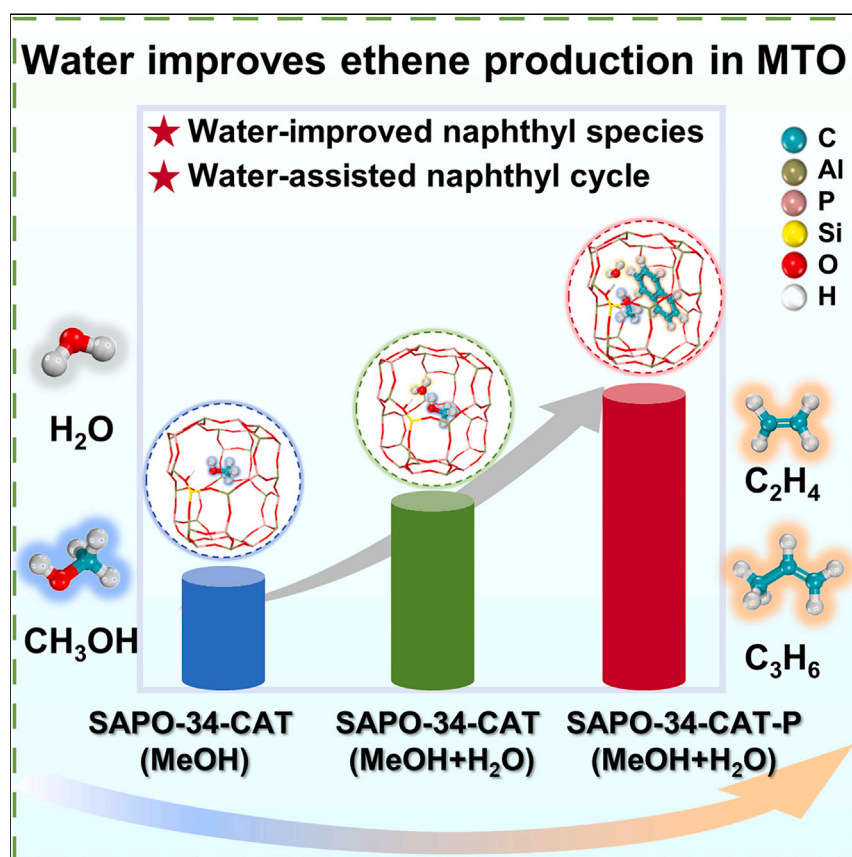 Water improves ethene production in MTO
★ Water-improved naphthyl species
★ Water-assisted naphthyl cycle
C
Al
P
Si
O
H
H₂O
CH₃OH
C₂H₄
C₃H₆
SAPO-34-CAT
(MeOH)
SAPO-34-CAT
(MeOH+H₂O)
SAPO-34-CAT-P
(MeOH+H₂O)